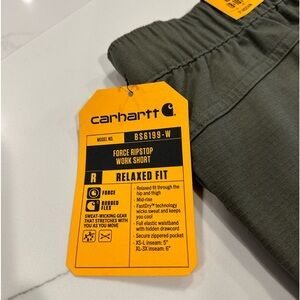 carhartt
MODEL NO.
BS6199-W
FORCE RIPSTOP
WORK SHORT
R
RELAXED FIT
FORCE
RUGGED
FLEX
SWEAT-WICKING GEAR
THAT STRETCHES WITH
YOU AS YOU MOVE
- Relaxed fit through the
hip and thigh
- Mid-rise
- FastDry™ technology
wicks sweat and keeps
you cool
- Full elastic waistband
with hidden drawcord
- Secure zippered pocket
- XS-L inseam: 5"
XL-3X inseam: 6"